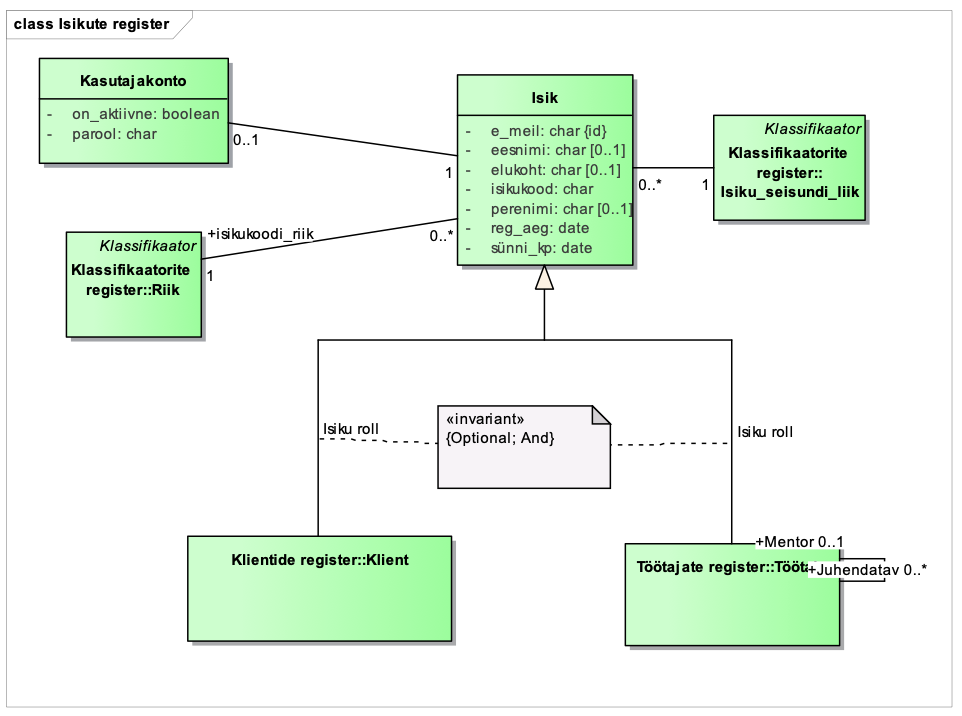 class Isikute register
Kasutajakonto
- on_aktiivne: boolean
- parool: char
0..1
1
Isik
- e_meil: char {id}
- eesnimi: char [0..1]
- elukoht: char [0..1]
- isikukood: char
- perenimi: char [0..1]
- reg_aeg: date
- sünni_kp: date
0..*
1
Klassifikaator
Klassifikaatorite
register::
Isiku_seisundi_liik
+isikukoodi_riik
1
0..*
Klassifikaator
Klassifikaatorite
register::Riik
«invariant»
{Optional; And}
Isiku roll
Isiku roll
Klientide register::Klient
+Mentor 0..1
Töötajate register::Tööta
+Juhendatav 0..*